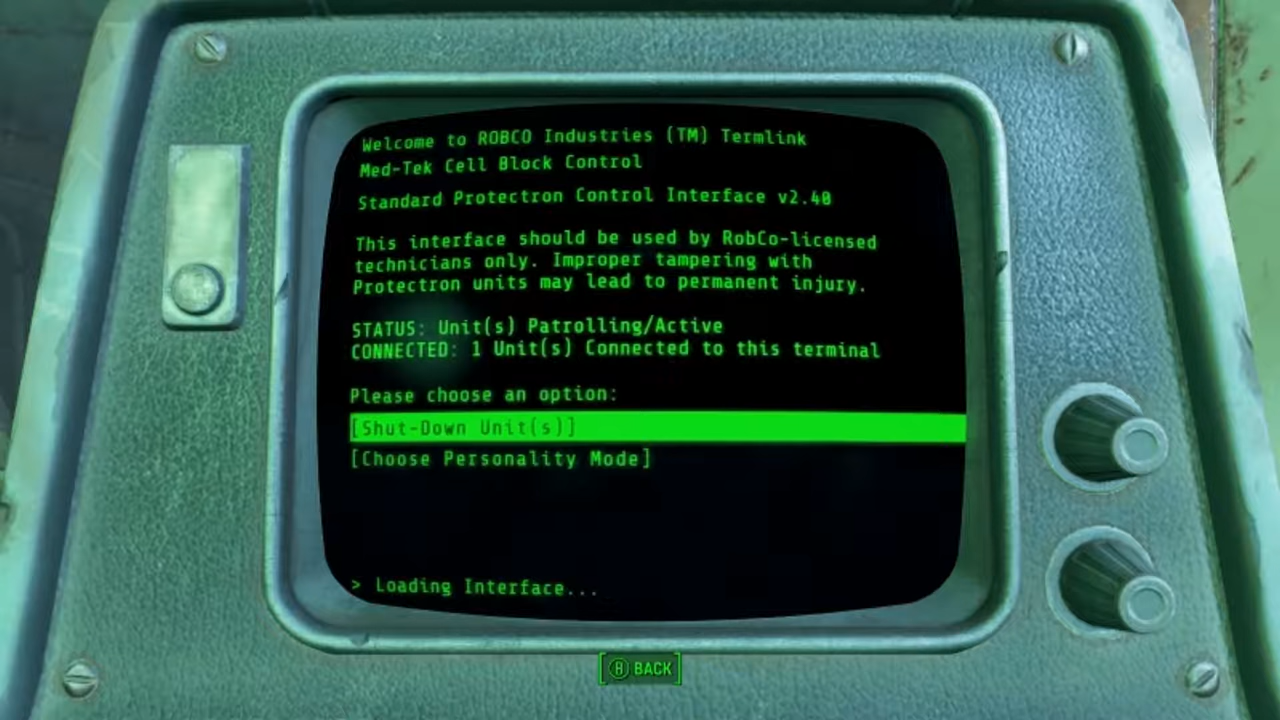 Welcome to ROBCO Industries (TM) Termlink
Med-Tek Cell Block Control
Standard Protectron Control Interface v2.40
This interface should be used by RobCo-licensed
technicians only. Improper tampering with
Protectron units may lead to permanent injury.
STATUS: Unit(s) Patrolling/Active
CONNECTED: 1 Unit(s) Connected to this terminal
Please choose an option:
[Shut-Down Unit(s)]
[Choose Personality Mode]
> Loading Interface...
[Ⓑ BACK]